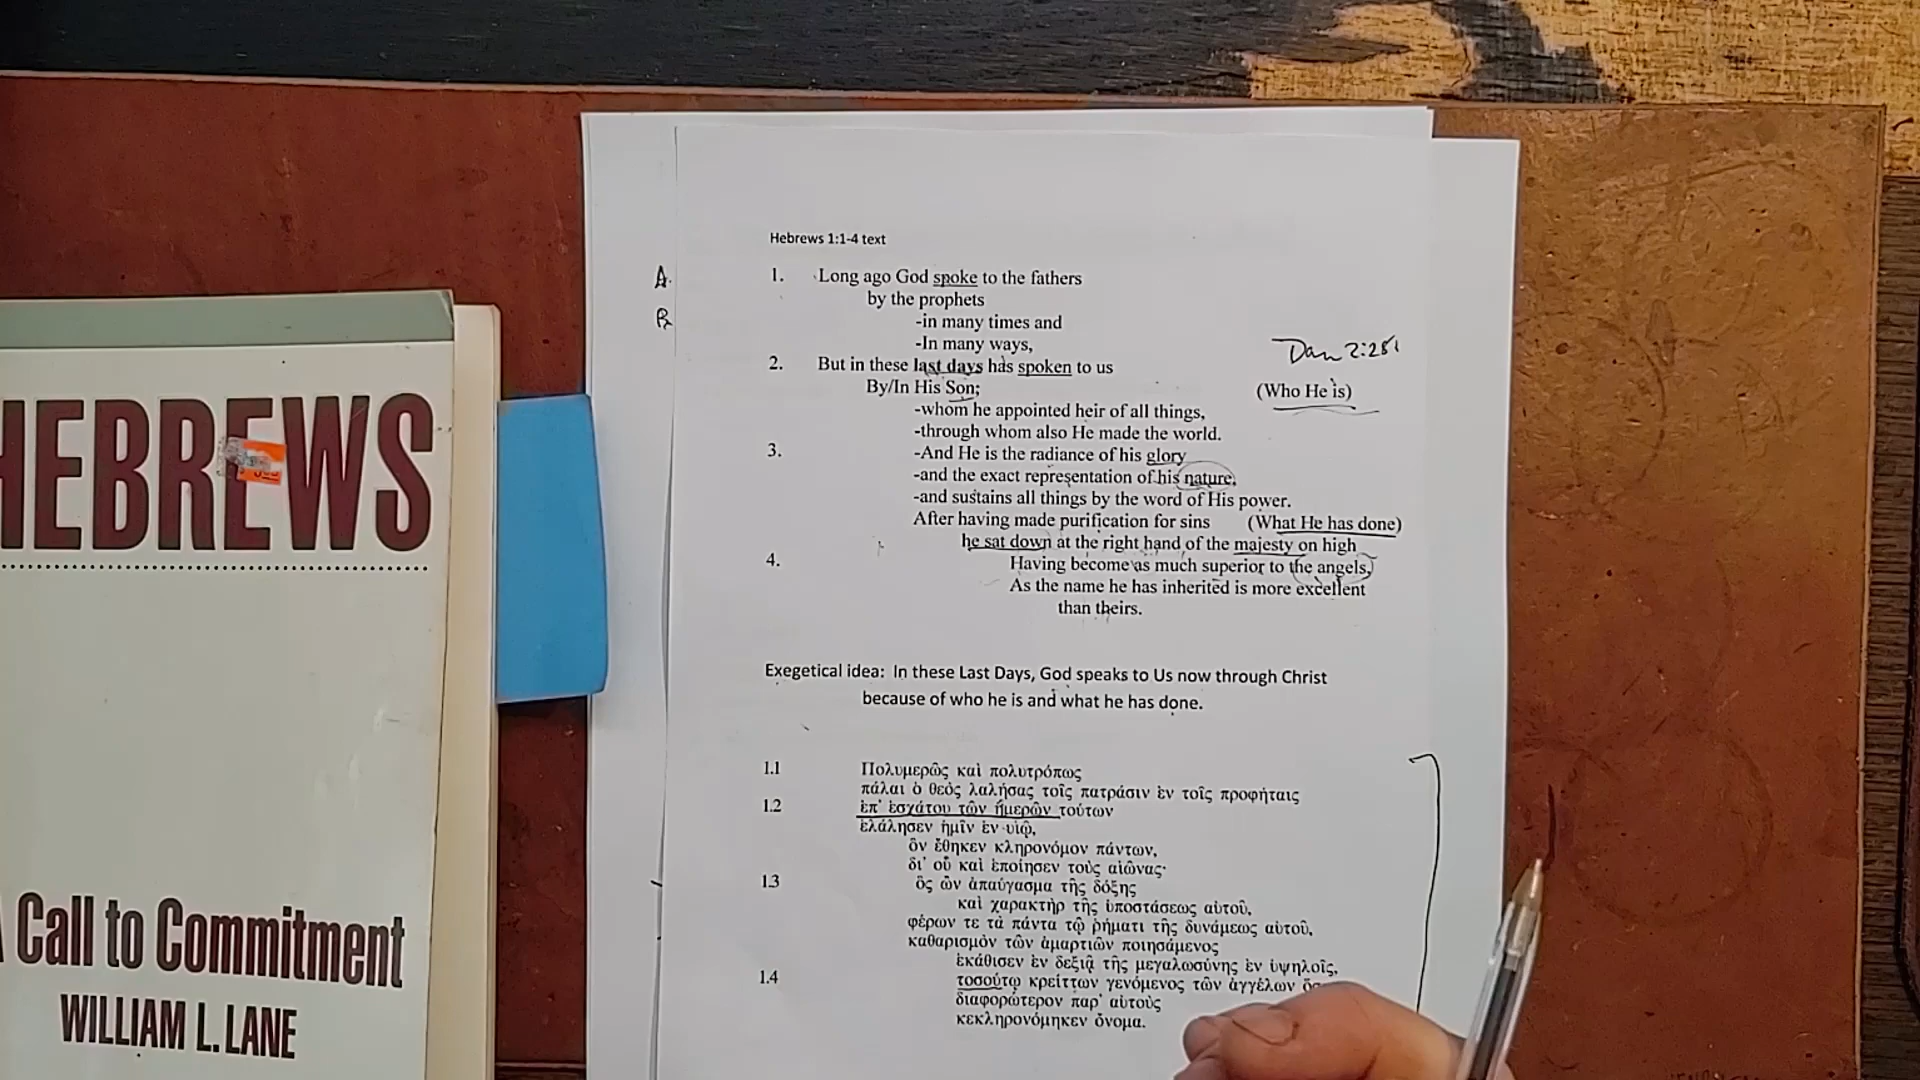 HEBREWS
Call to Commitment
WILLIAM L. LANE
Hebrews 1:1-4 text
A.
B.
1. Long ago God spoke to the fathers
by the prophets
-in many times and
-In many ways,
2. But in these last days has spoken to us
By/In His Son;
Dan 2:28
(Who He is)
-whom he appointed heir of all things,
-through whom also He made the world.
3. -And He is the radiance of his glory
-and the exact representation of his nature,
-and sustains all things by the word of His power.
After having made purification for sins (What He has done)
he sat down at the right hand of the majesty on high
4. Having become as much superior to the angels,
As the name he has inherited is more excellent
than theirs.
Exegetical idea: In these Last Days, God speaks to Us now through Christ
because of who he is and what he has done.
1.1 Πολυμερῶς καὶ πολυτρόπως
πάλαι ὁ θεὸς λαλήσας τοῖς πατράσιν ἐν τοῖς προφήταις
1.2 ἐπ' ἐσχάτου τῶν ἡμερῶν τούτων
ἐλάλησεν ἡμῖν ἐν υἱῷ,
ὃν ἔθηκεν κληρονόμον πάντων,
δι' οὗ καὶ ἐποίησεν τοὺς αἰῶνας·
1.3 ὃς ὢν ἀπαύγασμα τῆς δόξης
καὶ χαρακτὴρ τῆς ὑποστάσεως αὐτοῦ,
φέρων τε τὰ πάντα τῷ ῥήματι τῆς δυνάμεως αὐτοῦ,
καθαρισμὸν τῶν ἁμαρτιῶν ποιησάμενος
ἐκάθισεν ἐν δεξιᾷ τῆς μεγαλωσύνης ἐν ὑψηλοῖς,
1.4 τοσούτῳ κρείττων γενόμενος τῶν ἀγγέλων
διαφορώτερον παρ' αὐτοὺς
κεκληρονόμηκεν ὄνομα.